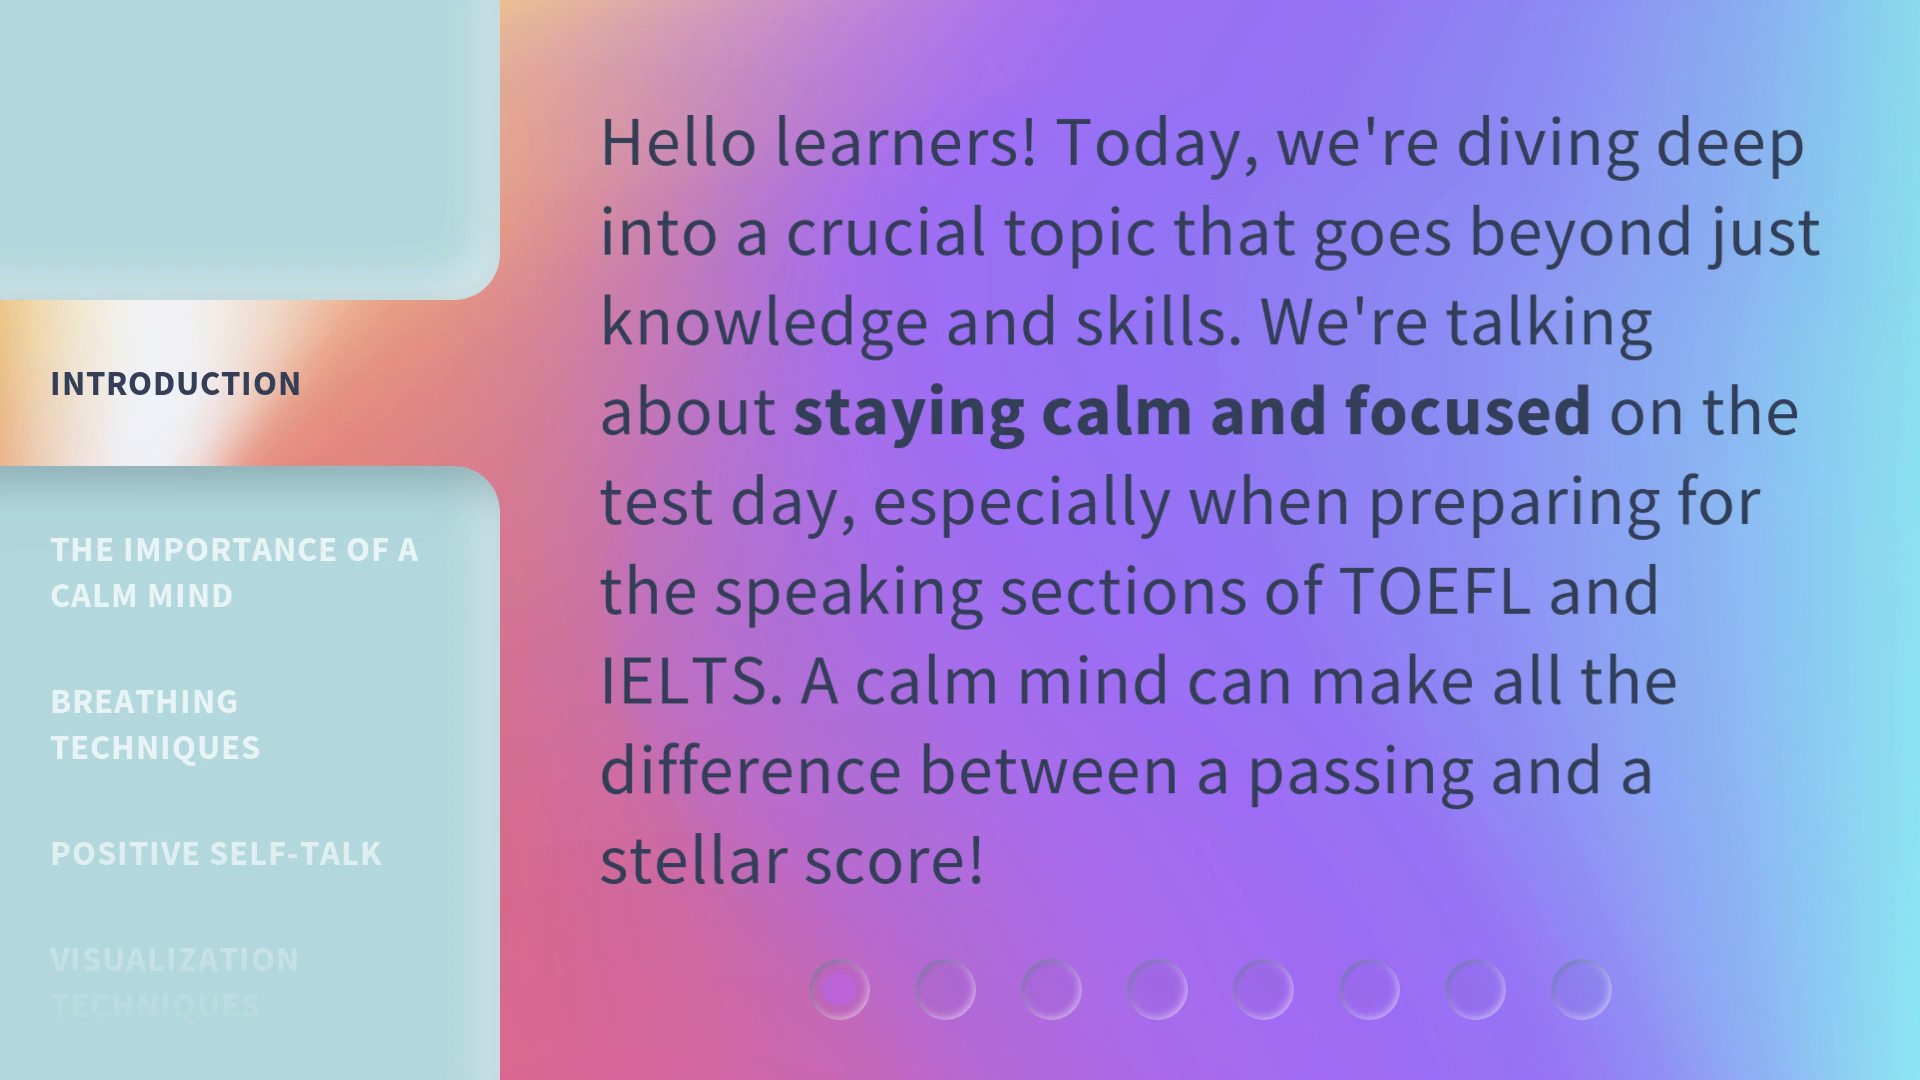 INTRODUCTION
THE IMPORTANCE OF A
CALM MIND
BREATHING
TECHNIQUES
POSITIVE SELF-TALK
VISUALIZATION
TECHNIQUES
Hello learners! Today, we're diving deep
into a crucial topic that goes beyond just
knowledge and skills. We're talking
about staying calm and focused on the
test day, especially when preparing for
the speaking sections of TOEFL and
IELTS. A calm mind can make all the
difference between a passing and a
stellar score!